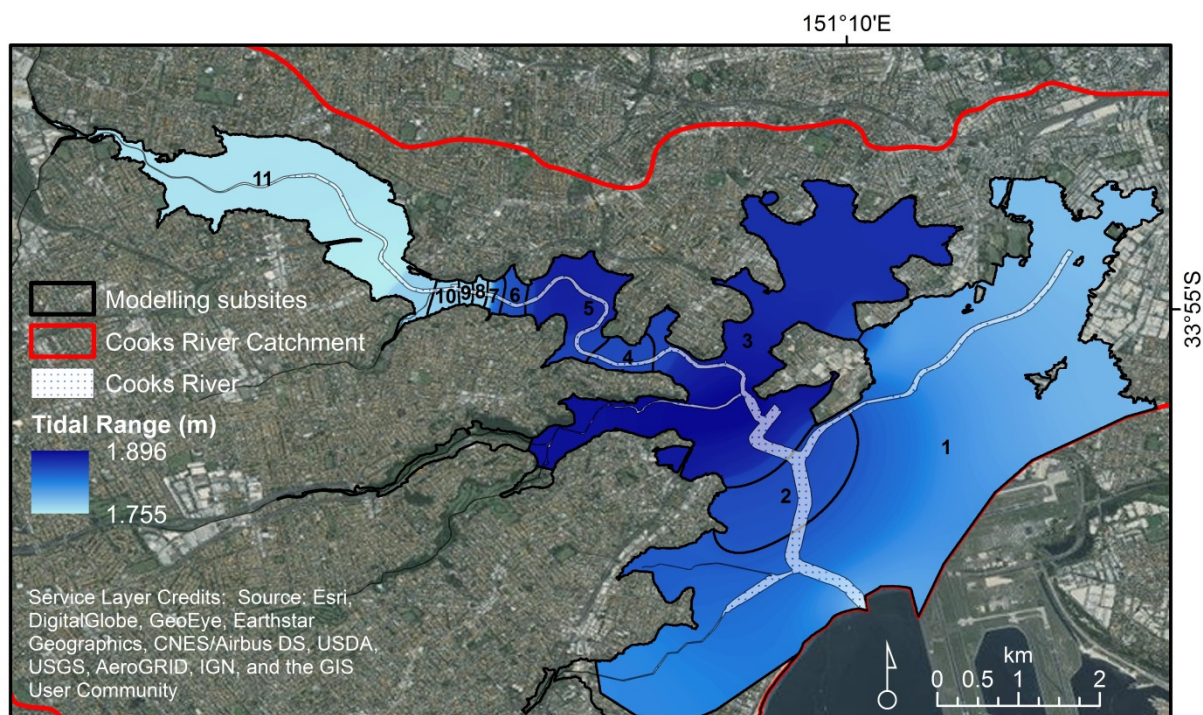 151°10'E
33°55'S
11
10
9
8
7
6
5
4
3
2
1
Modelling subsites
Cooks River Catchment
Cooks River
Tidal Range (m)
1.896
1.755
Service Layer Credits: Source: Esri,
DigitalGlobe, GeoEye, Earthstar
Geographics, CNES/Airbus DS, USDA,
USGS, AeroGRID, IGN, and the GIS
User Community
km
0 0.5 1 2